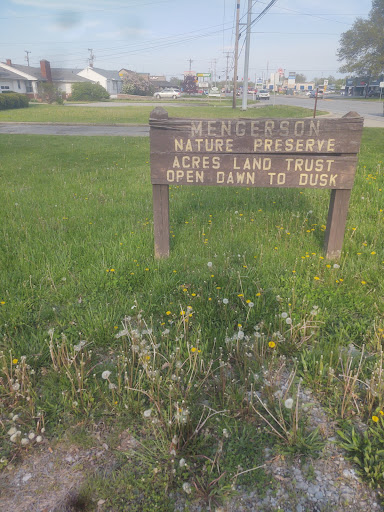 MENGERSON
NATURE PRESERVE
ACRES LAND TRUST
OPEN DAWN TO DUSK